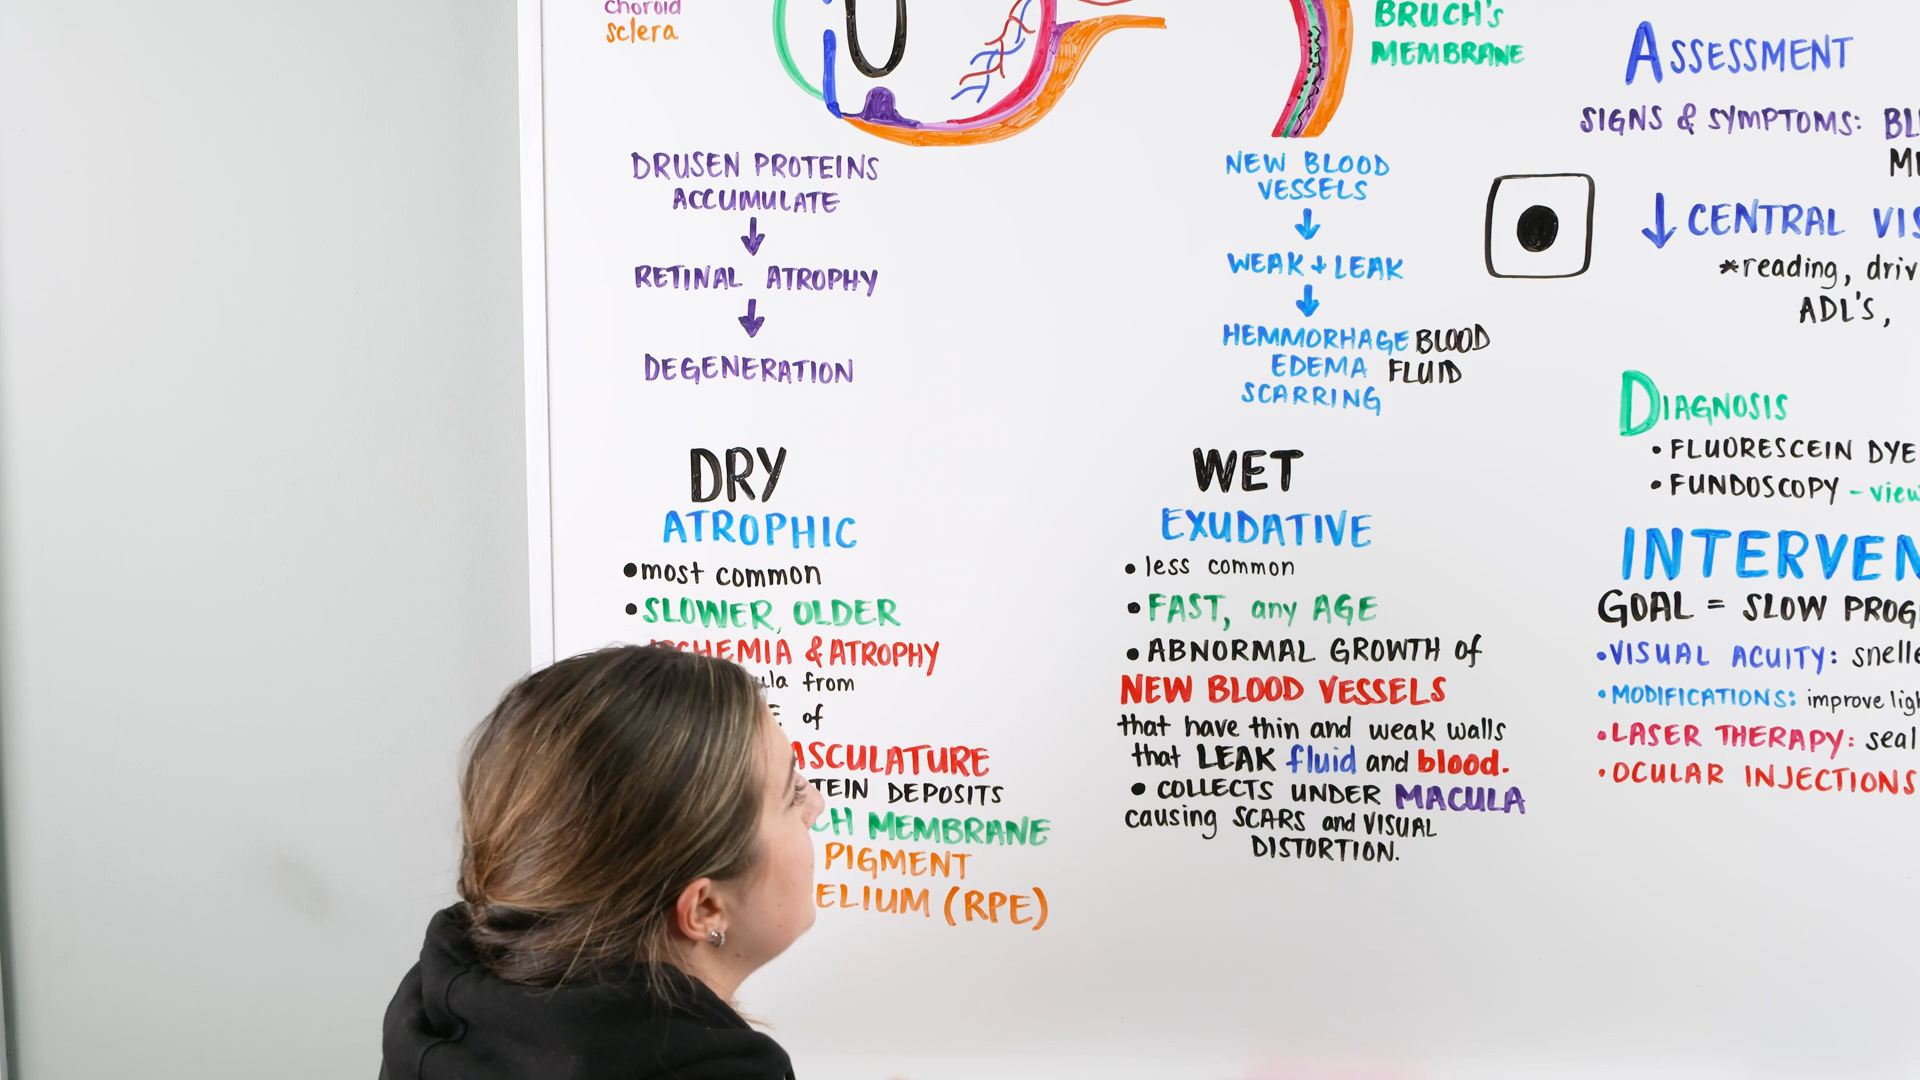 choroid
sclera
DRUSEN PROTEINS
ACCUMULATE
RETINAL ATROPHY
DEGENERATION
DRY
ATROPHIC
•most common
•SLOWER, OLDER
& ATROPHY
from
of
DEPOSITS
MEMBRANE
PIGMENT
(RPE)
BRUCH'S
MEMBRANE
NEW BLOOD
VESSELS
WEAK + LEAK
HEMMORHAGE BLOOD
EDEMA FLUID
SCARRING
WET
EXUDATIVE
• less common
• FAST, any AGE
• ABNORMAL GROWTH of
NEW BLOOD VESSELS
that have thin and weak walls
that LEAK fluid and blood.
• COLLECTS UNDER MACULA
causing SCARS and VISUAL
DISTORTION.
ASSESSMENT
SIGNS & SYMPTOMS:
↓ CENTRAL
*reading,
ADL'S,
DIAGNOSIS
• FLUORESCEIN DYE
• FUNDOSCOPY - view
GOAL = SLOW
•VISUAL ACUITY:
•MODIFICATIONS: improve
•LASER THERAPY: seal
•OCULAR INJECTIONS